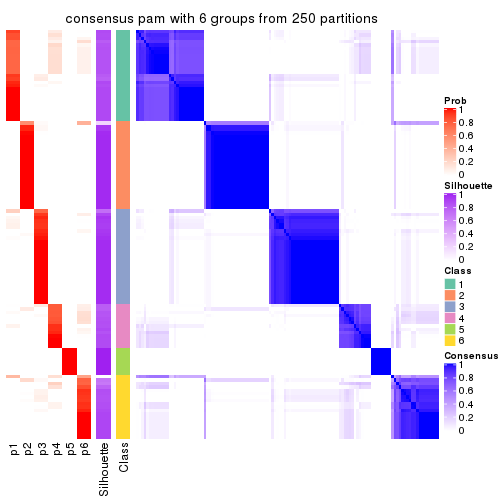 consensus pam with 6 groups from 250 partitions
Prob
1
0.8
0.6
0.4
0.2
0
Silhouette
1
0.8
0.6
0.4
0.2
0
Class
1
2
3
4
5
6
Consensus
1
0.8
0.6
0.4
0.2
0
p1
p2
p3
p4
p5
p6
Silhouette
Class